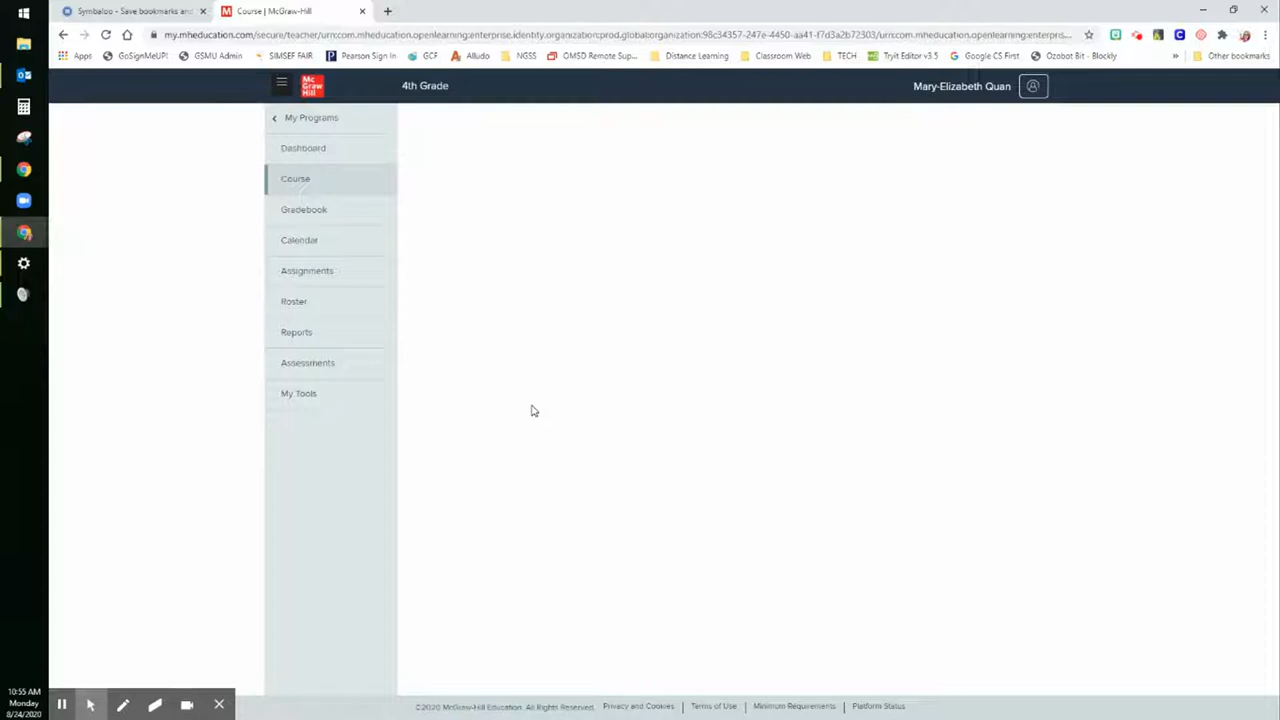 Symbaloo - Save bookmarks and
Course | McGraw-Hill
my.mheducation.com/secure/teacher/urn:com.mheducation.openlearning:enterprise.identity.organization:prod.global:organization:98c34357-247e-4450-aa41-f7d3a2b72303/urn:com.mheducation.openlearning:enterpris...
Apps
GoSignMeUP!
GSMU Admin
SIMSEF FAIR
Pearson Sign In
GCF
Alludo
NGSS
OMSD Remote Sup...
Distance Learning
Classroom Web
TECH
Tryit Editor v3.5
Google CS First
Ozobot Bit - Blockly
»
Other bookmarks
Mc
Graw
Hill
4th Grade
Mary-Elizabeth Quan
My Programs
Dashboard
Course
Gradebook
Calendar
Assignments
Roster
Reports
Assessments
My Tools
10:55 AM
Monday
8/24/2020
©2020 McGraw-Hill Education. All Rights Reserved.
Privacy and Cookies
Terms of Use
Minimum Requirements
Platform Status